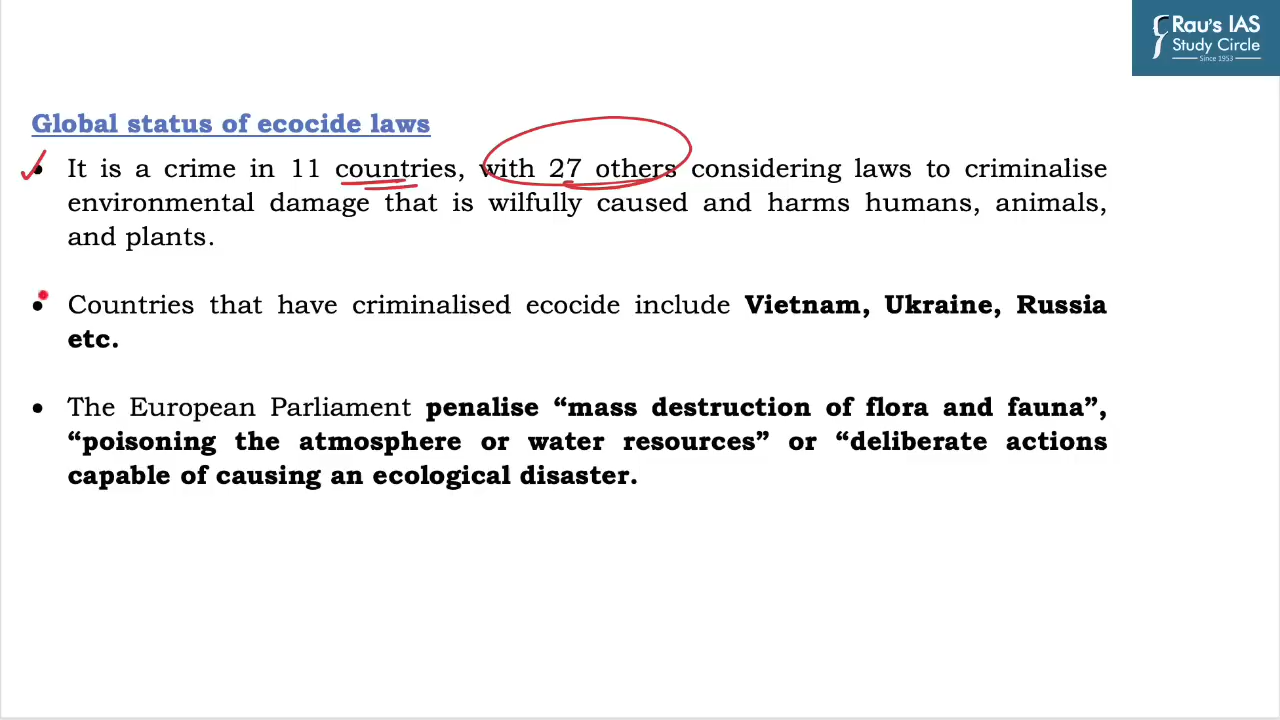 Rau's IAS
Study Circle
Since 1953
Global status of ecocide laws
• It is a crime in 11 countries, with 27 others considering laws to criminalise
environmental damage that is wilfully caused and harms humans, animals,
and plants.
• Countries that have criminalised ecocide include Vietnam, Ukraine, Russia
etc.
• The European Parliament penalise “mass destruction of flora and fauna”,
“poisoning the atmosphere or water resources” or “deliberate actions
capable of causing an ecological disaster.